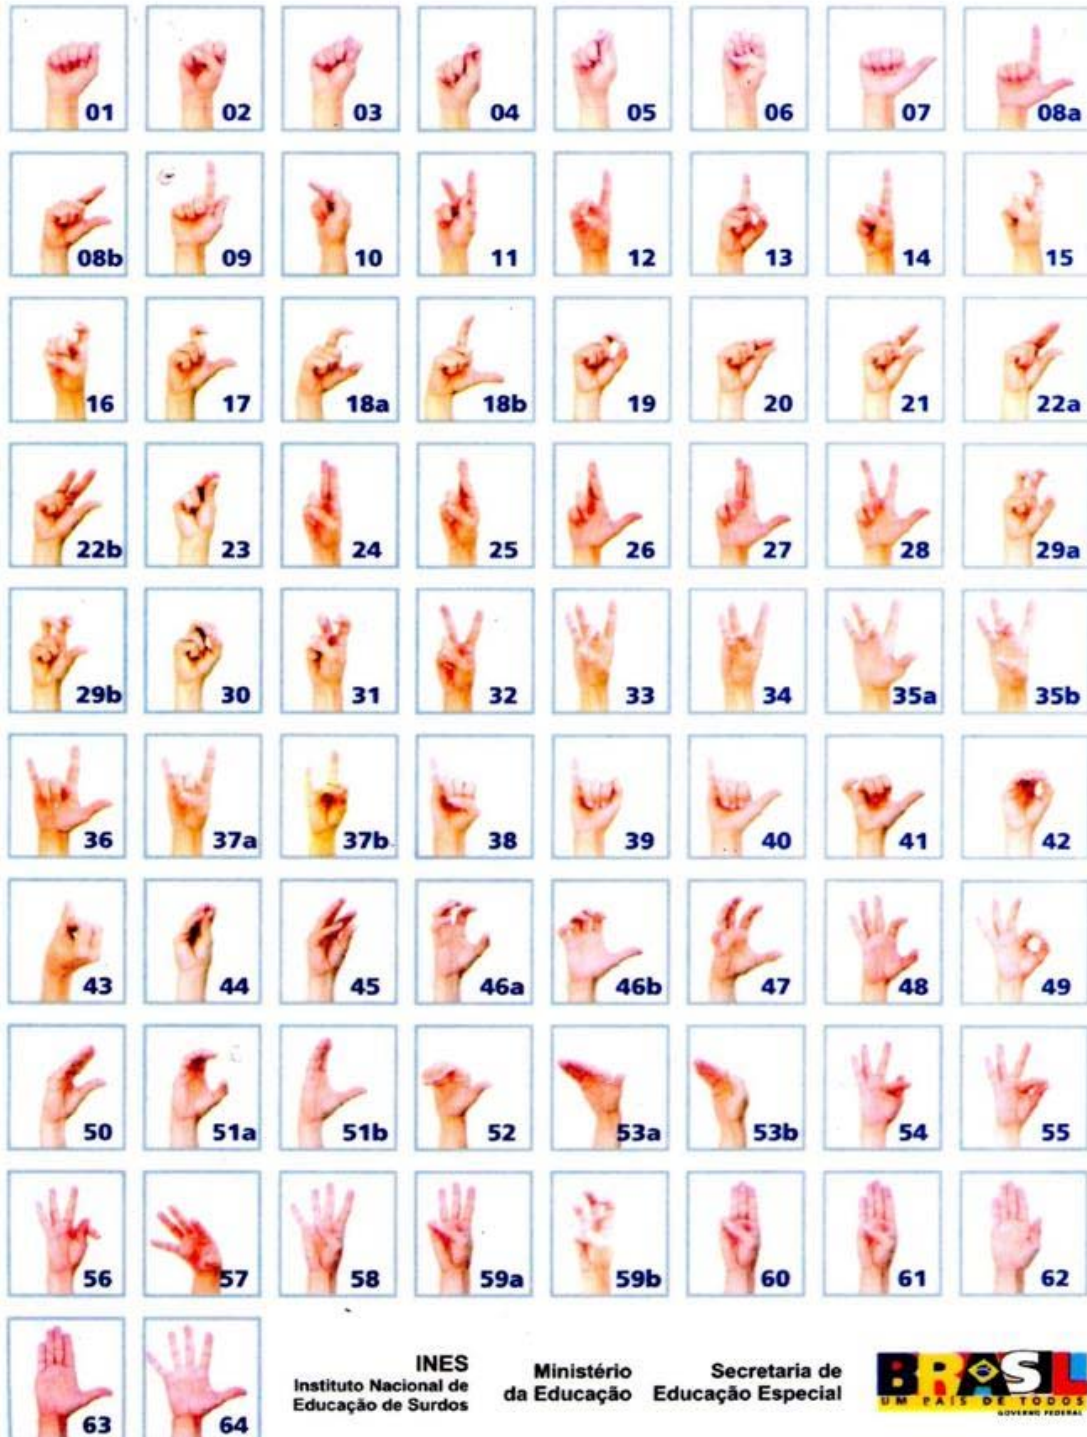 01 02 03 04 05 06 07 08a
08b 09 10 11 12 13 14 15
16 17 18a 18b 19 20 21 22a
22b 23 24 25 26 27 28 29a
29b 30 31 32 33 34 35a 35b
36 37a 37b 38 39 40 41 42
43 44 45 46a 46b 47 48 49
50 51a 51b 52 53a 53b 54 55
56 57 58 59a 59b 60 61 62
63 64
INES
Instituto Nacional de
Educação de Surdos
Ministério
da Educação
Secretaria de
Educação Especial
BRASIL
UM PAÍS DE TODOS
GOVERNO FEDERAL